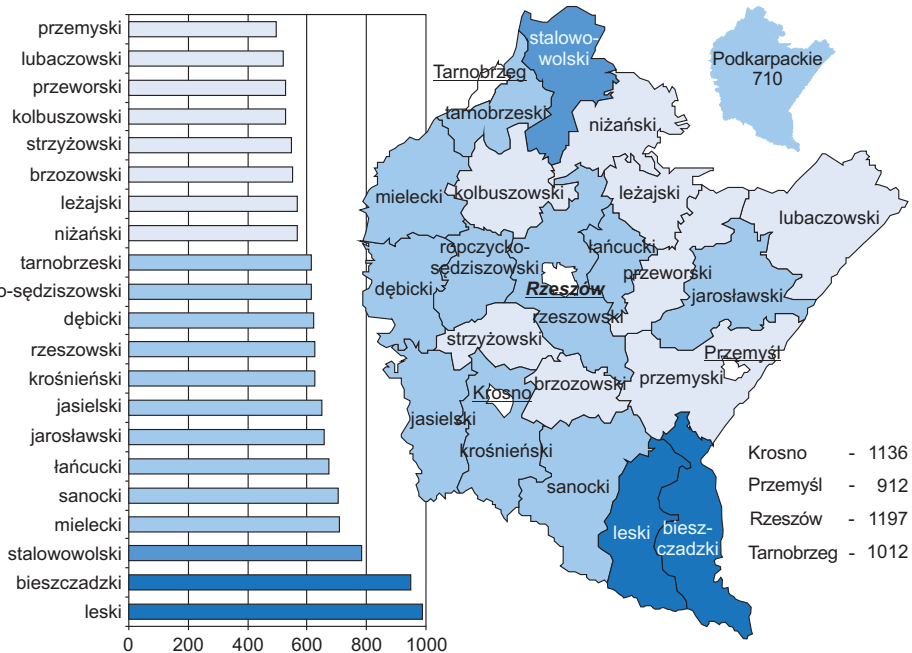 przemyski
lubaczowski
przeworski
kolbuszowski
strzyżowski
brzozowski
leżajski
niżański
tarnobrzeski
o-sędziszowski
dębicki
rzeszowski
krośnieński
jasielski
jarosławski
łańcucki
sanocki
mielecki
stalowowolski
bieszczadzki
leski
0 200 400 600 800 1000
stalowo-
wolski
Tarnobrzeg
tarnobrzeski
niżański
mielecki
kolbuszowski
leżajski
lubaczowski
ropczycko-
sędziszowski
łańcucki
przeworski
dębicki
Rzeszów
jarosławski
rzeszowski
strzyżowski
Przemyśl
brzozowski
przemyski
Krosno
jasielski
krośnieński
sanocki
leski
biesz-
czadzki
Podkarpackie
710
Krosno - 1136
Przemyśl - 912
Rzeszów - 1197
Tarnobrzeg - 1012